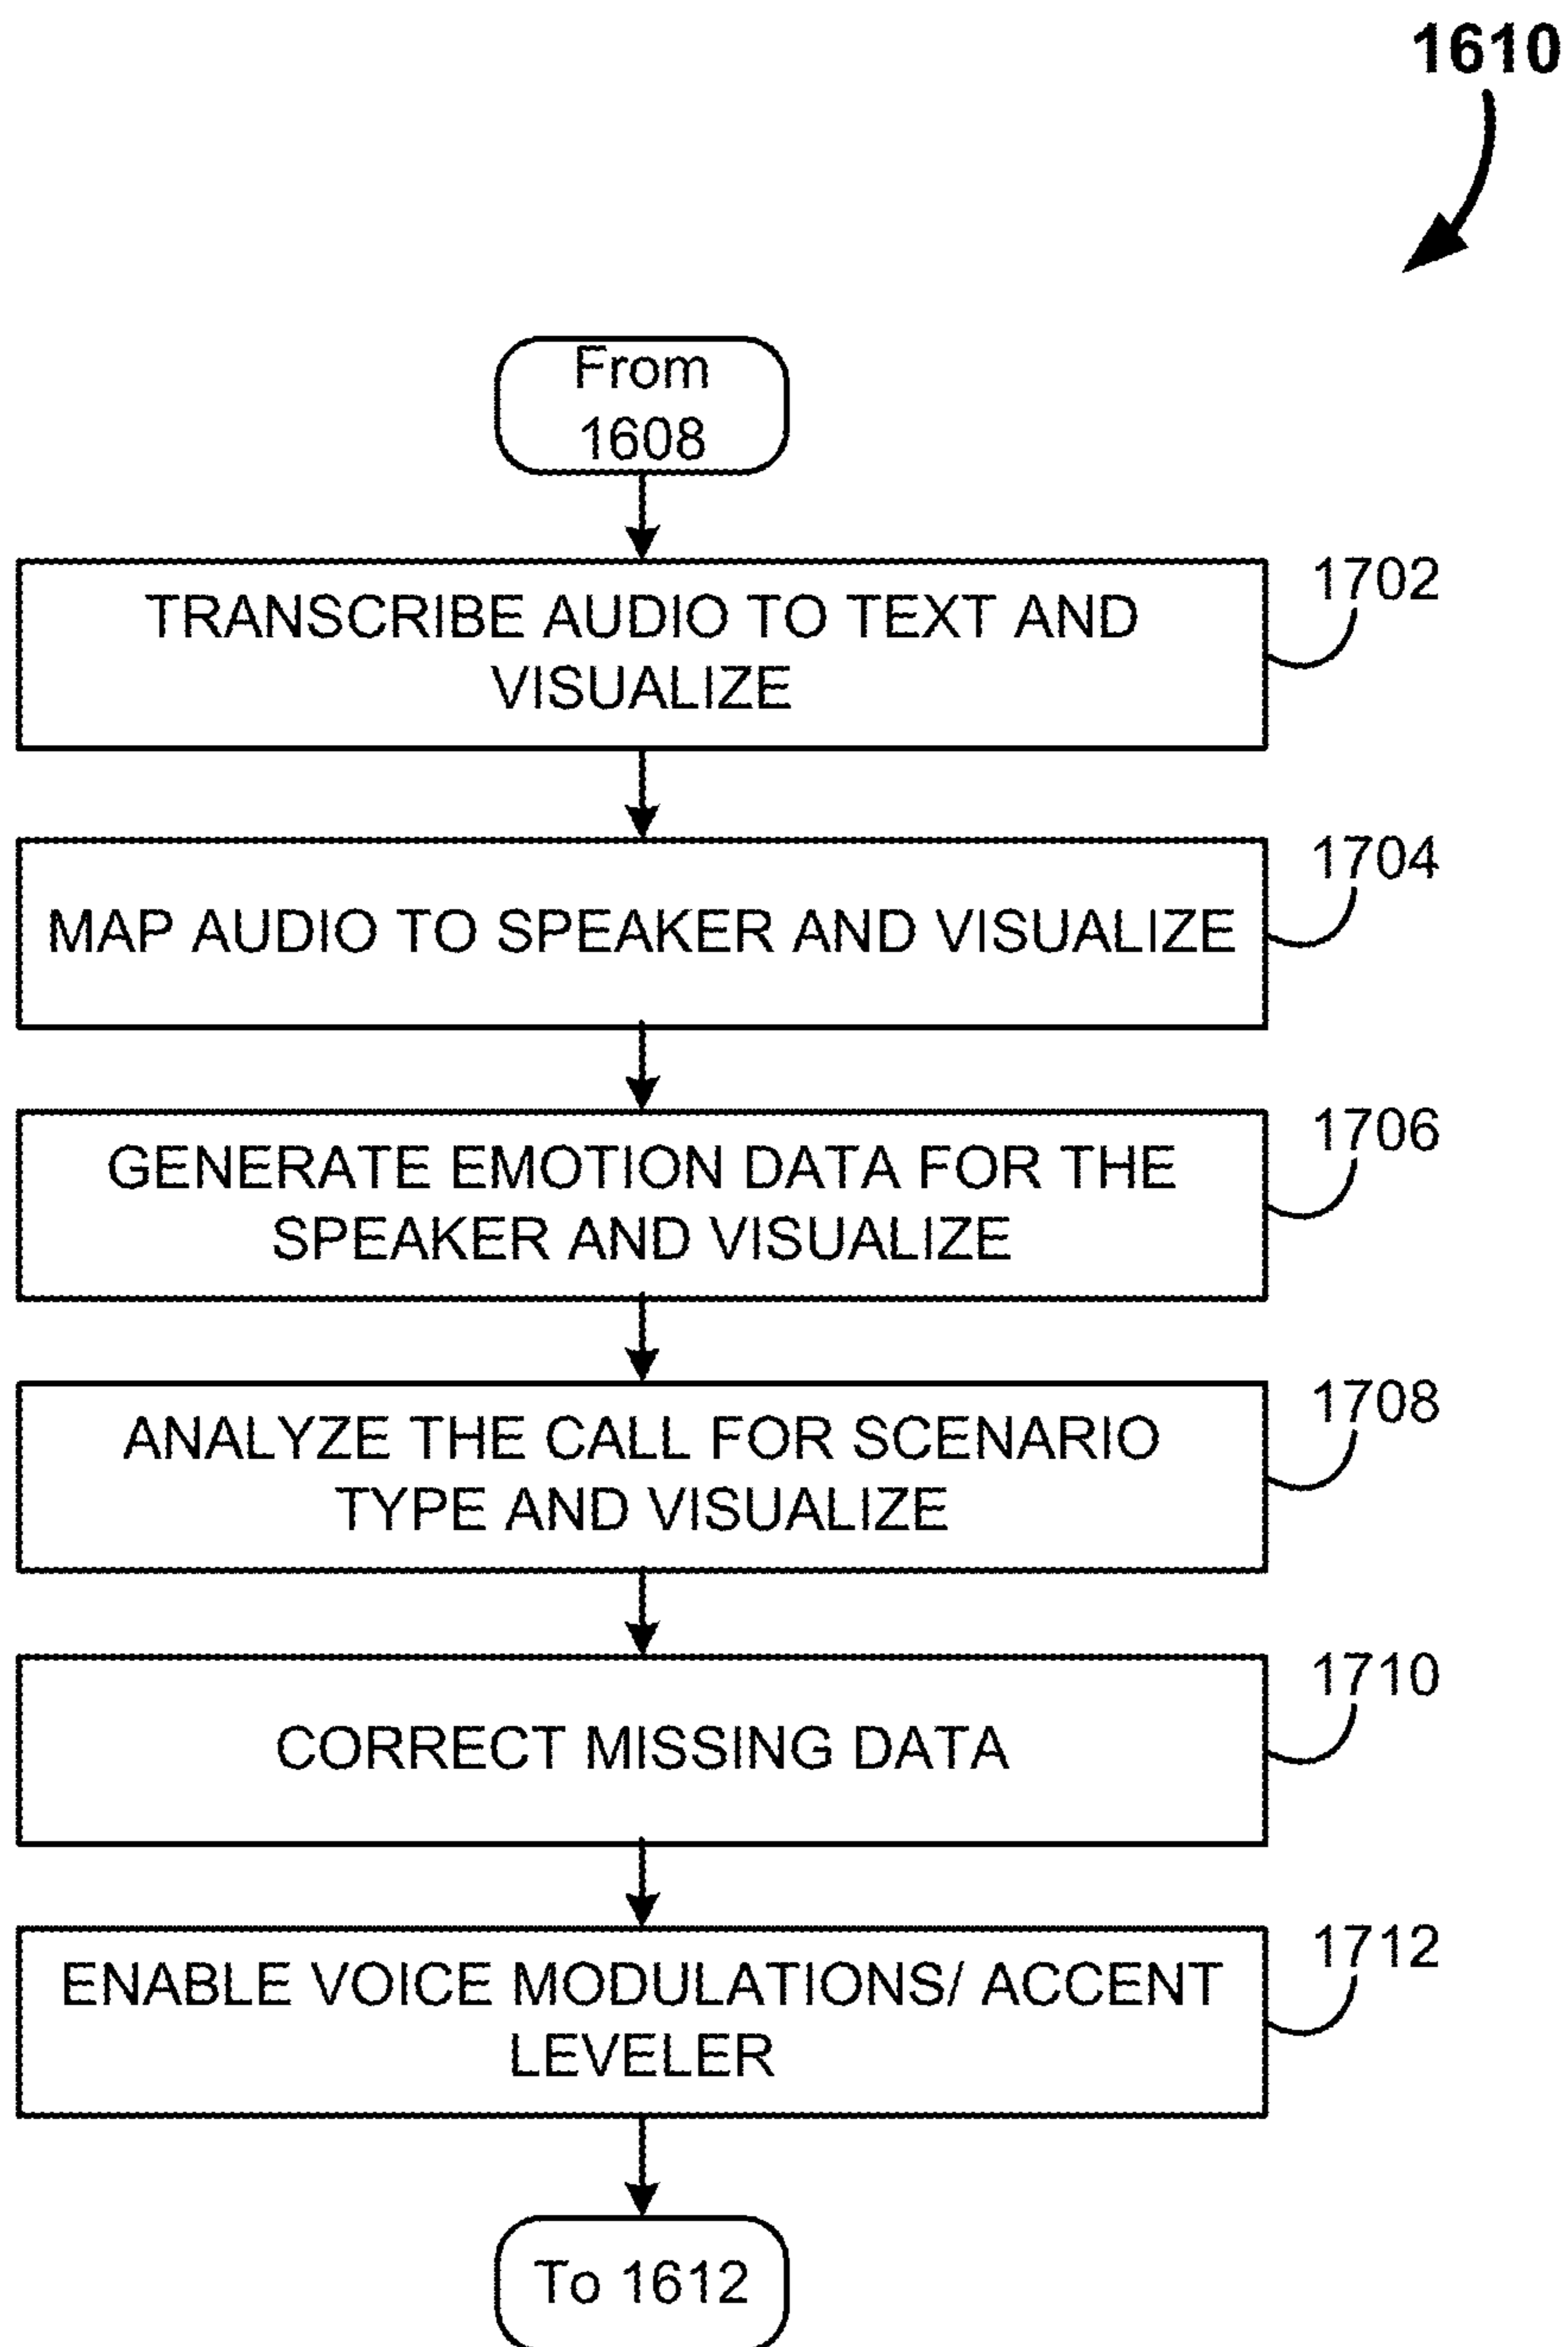 1610
From
1608
TRANSCRIBE AUDIO TO TEXT AND
VISUALIZE
1702
MAP AUDIO TO SPEAKER AND VISUALIZE
1704
GENERATE EMOTION DATA FOR THE
SPEAKER AND VISUALIZE
1706
ANALYZE THE CALL FOR SCENARIO
TYPE AND VISUALIZE
1708
CORRECT MISSING DATA
1710
ENABLE VOICE MODULATIONS/ ACCENT
LEVELER
1712
To 1612